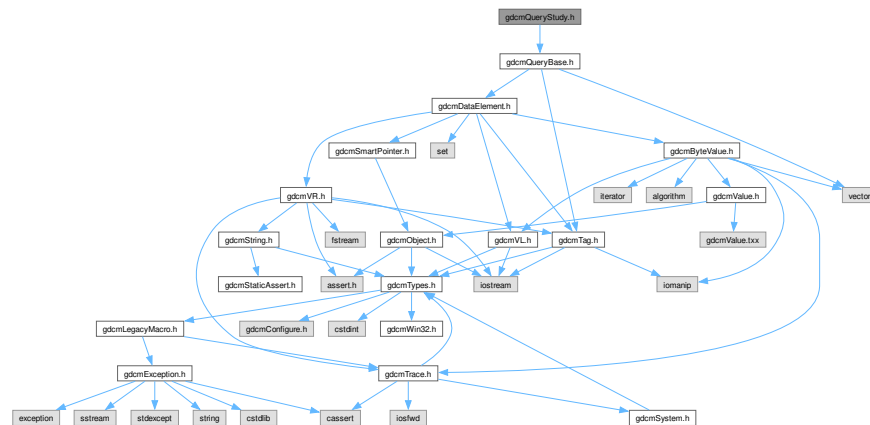 gdcmQueryStudy.h
gdcmQueryBase.h
gdcmDataElement.h
gdcmSmartPointer.h
set
gdcmByteValue.h
gdcmVR.h
iterator
algorithm
gdcmValue.h
vector
gdcmString.h
fstream
gdcmObject.h
gdcmVL.h
gdcmTag.h
gdcmValue.txx
gdcmStaticAssert.h
assert.h
gdcmTypes.h
iostream
iomanip
gdcmLegacyMacro.h
gdcmConfigure.h
cstdint
gdcmWin32.h
gdcmException.h
gdcmTrace.h
exception
sstream
stdexcept
string
cstdlib
cassert
iosfwd
gdcmSystem.h